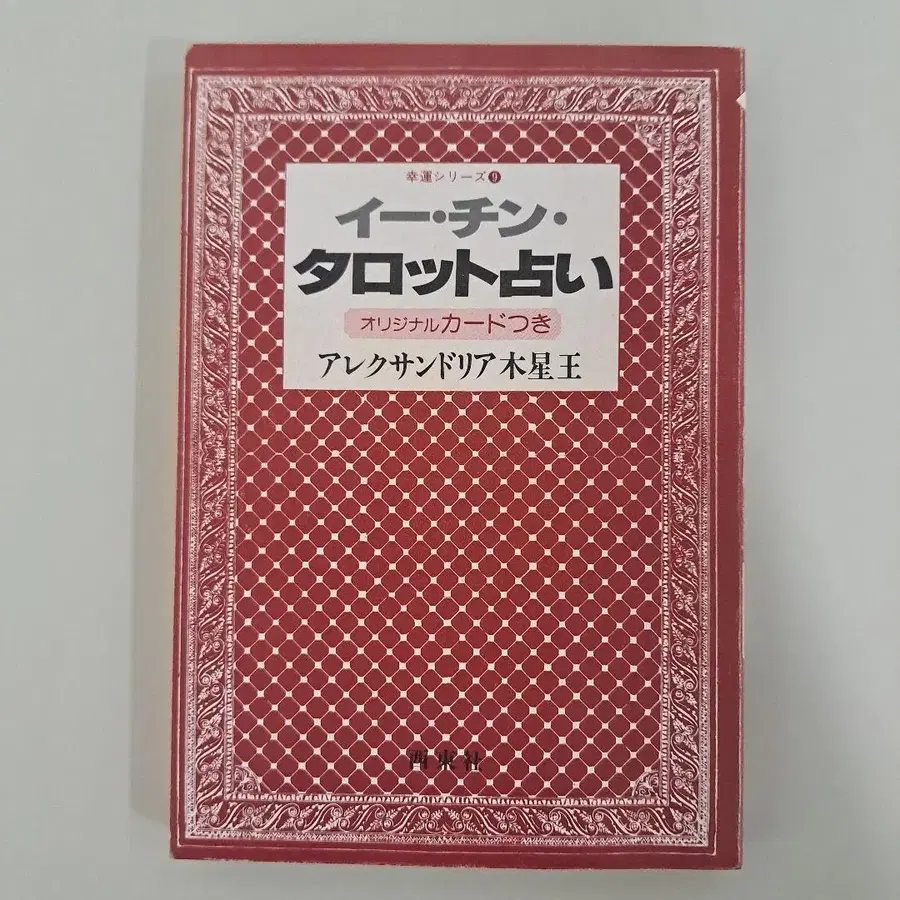 幸運シリーズ❾
イー・チン・
タロット占い
オリジナルカードつき
アレクサンドリア木星王
西東社